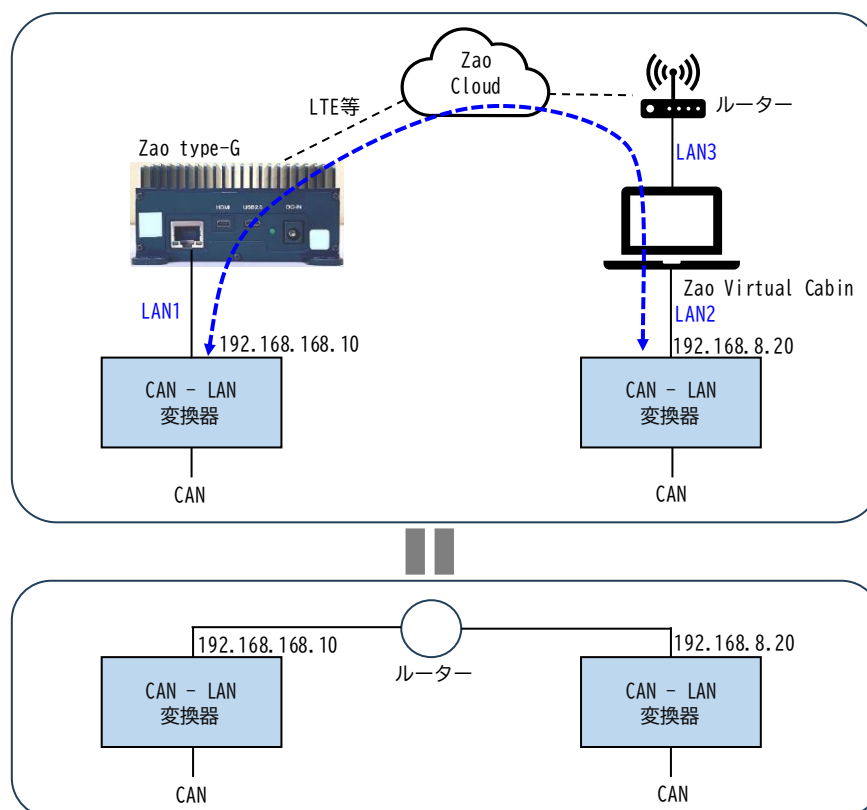 Zao
Cloud
LTE等
ルーター
Zao type-G
LAN3
HDMI
USB2.0
DC-IN
Zao Virtual Cabin
LAN1
LAN2
192.168.168.10
192.168.8.20
CAN - LAN
変換器
CAN - LAN
変換器
CAN
CAN
192.168.168.10
ルーター
192.168.8.20
CAN - LAN
変換器
CAN - LAN
変換器
CAN
CAN